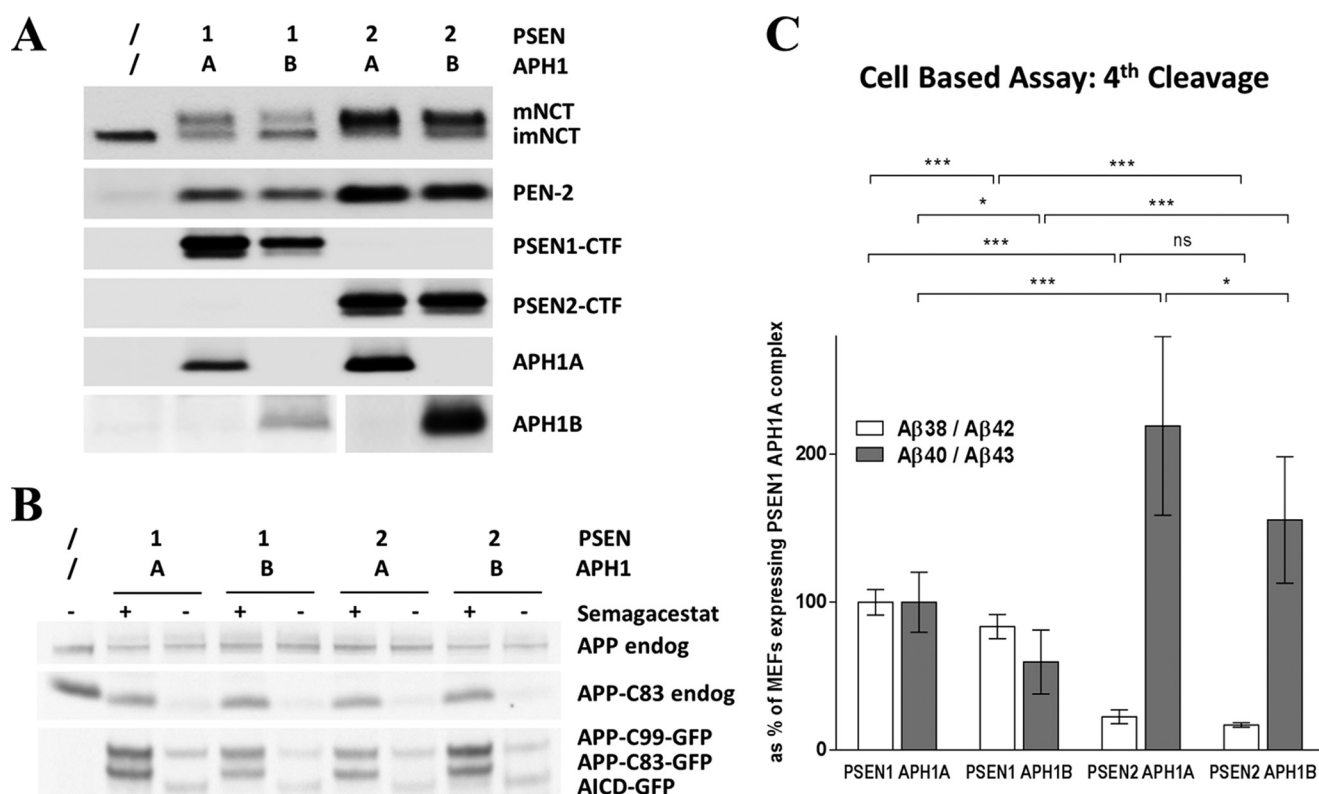 A
/ 1 1 2 2 PSEN
/ A B A B APH1
mNCT
imNCT
PEN-2
PSEN1-CTF
PSEN2-CTF
APH1A
APH1B
B
/ 1 1 2 2 PSEN
/ A B A B APH1
- + - + - + - + - Semagacestat
APP endog
APP-C83 endog
APP-C99-GFP
APP-C83-GFP
AICD-GFP
C
Cell Based Assay: 4th Cleavage
*** ***
* ***
*** ns
*** *
as % of MEFs expressing PSEN1 APH1A complex
200
100
0
Aβ38 / Aβ42
Aβ40 / Aβ43
PSEN1 APH1A PSEN1 APH1B PSEN2 APH1A PSEN2 APH1B